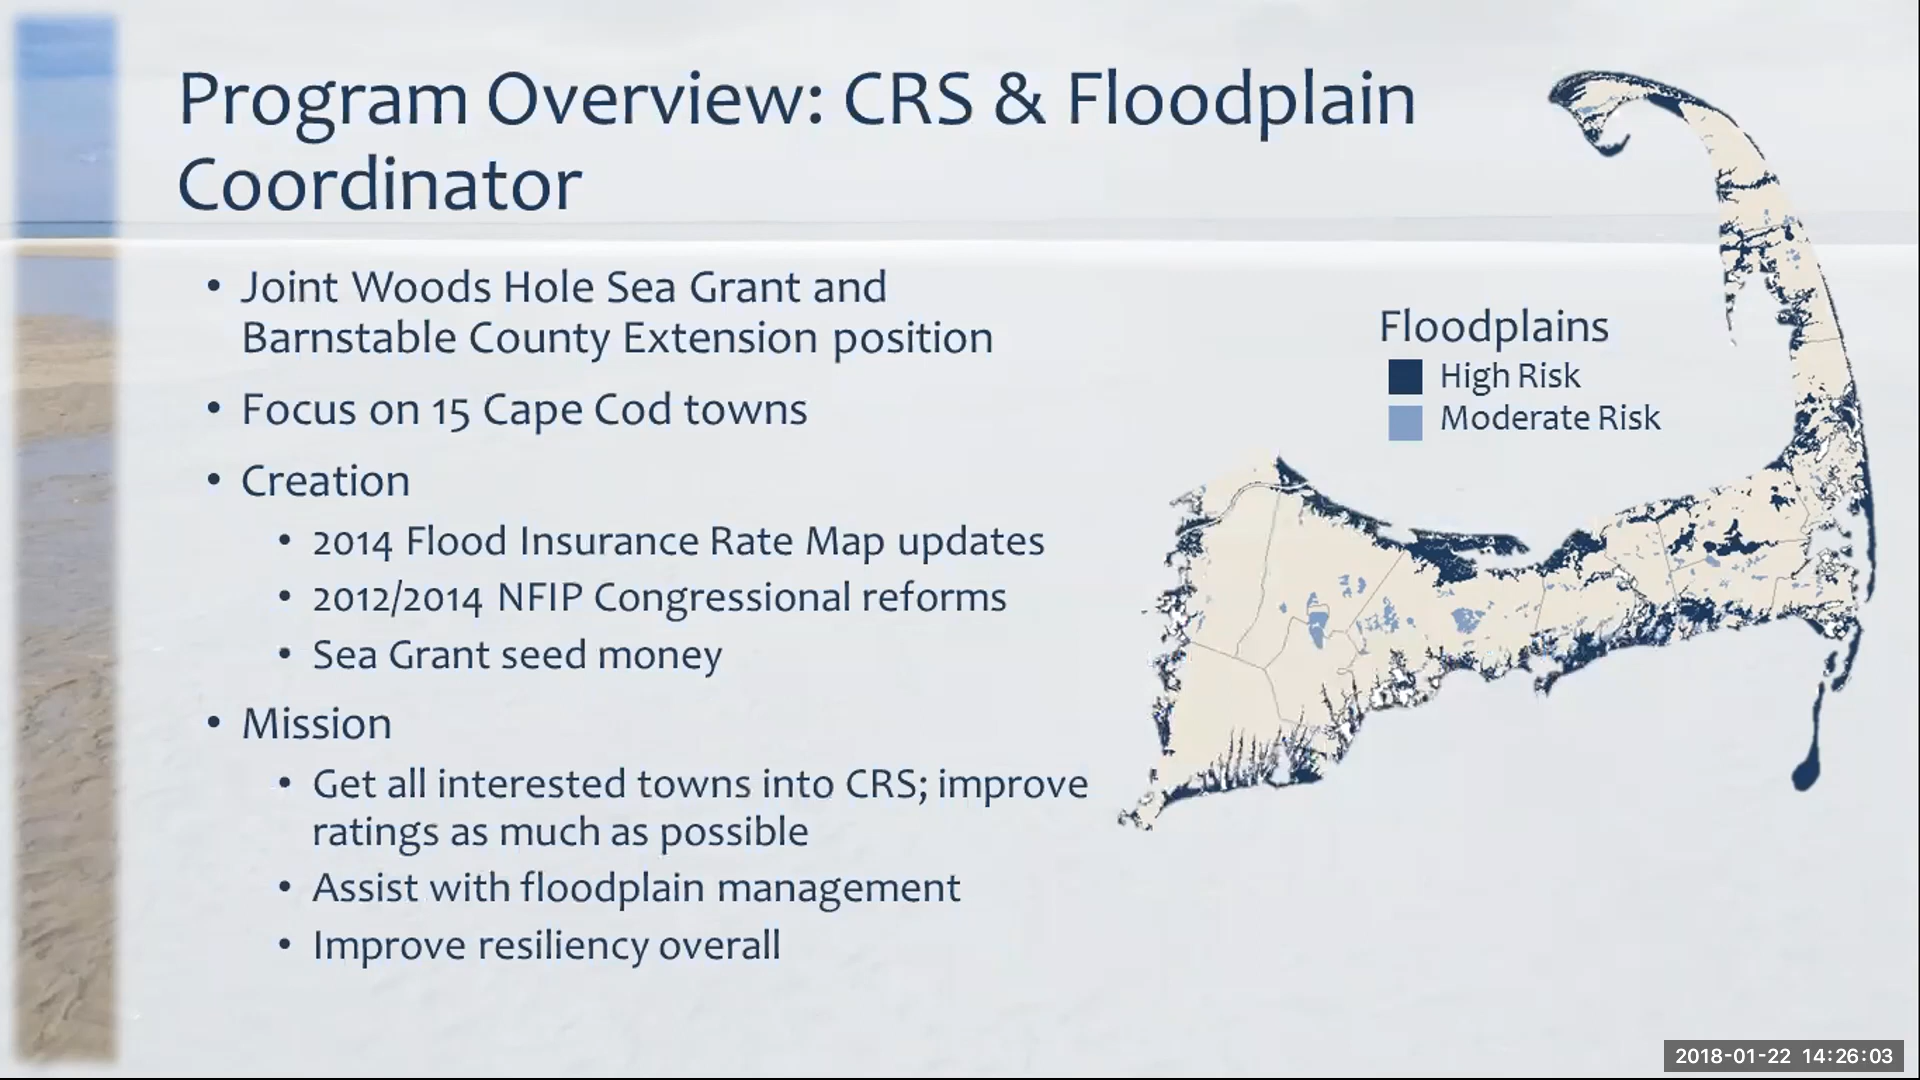 Program Overview: CRS & Floodplain
Coordinator
• Joint Woods Hole Sea Grant and
Barnstable County Extension position
• Focus on 15 Cape Cod towns
• Creation
• 2014 Flood Insurance Rate Map updates
• 2012/2014 NFIP Congressional reforms
• Sea Grant seed money
• Mission
• Get all interested towns into CRS; improve
ratings as much as possible
• Assist with floodplain management
• Improve resiliency overall
Floodplains
High Risk
Moderate Risk
2018-01-22 14:26:03